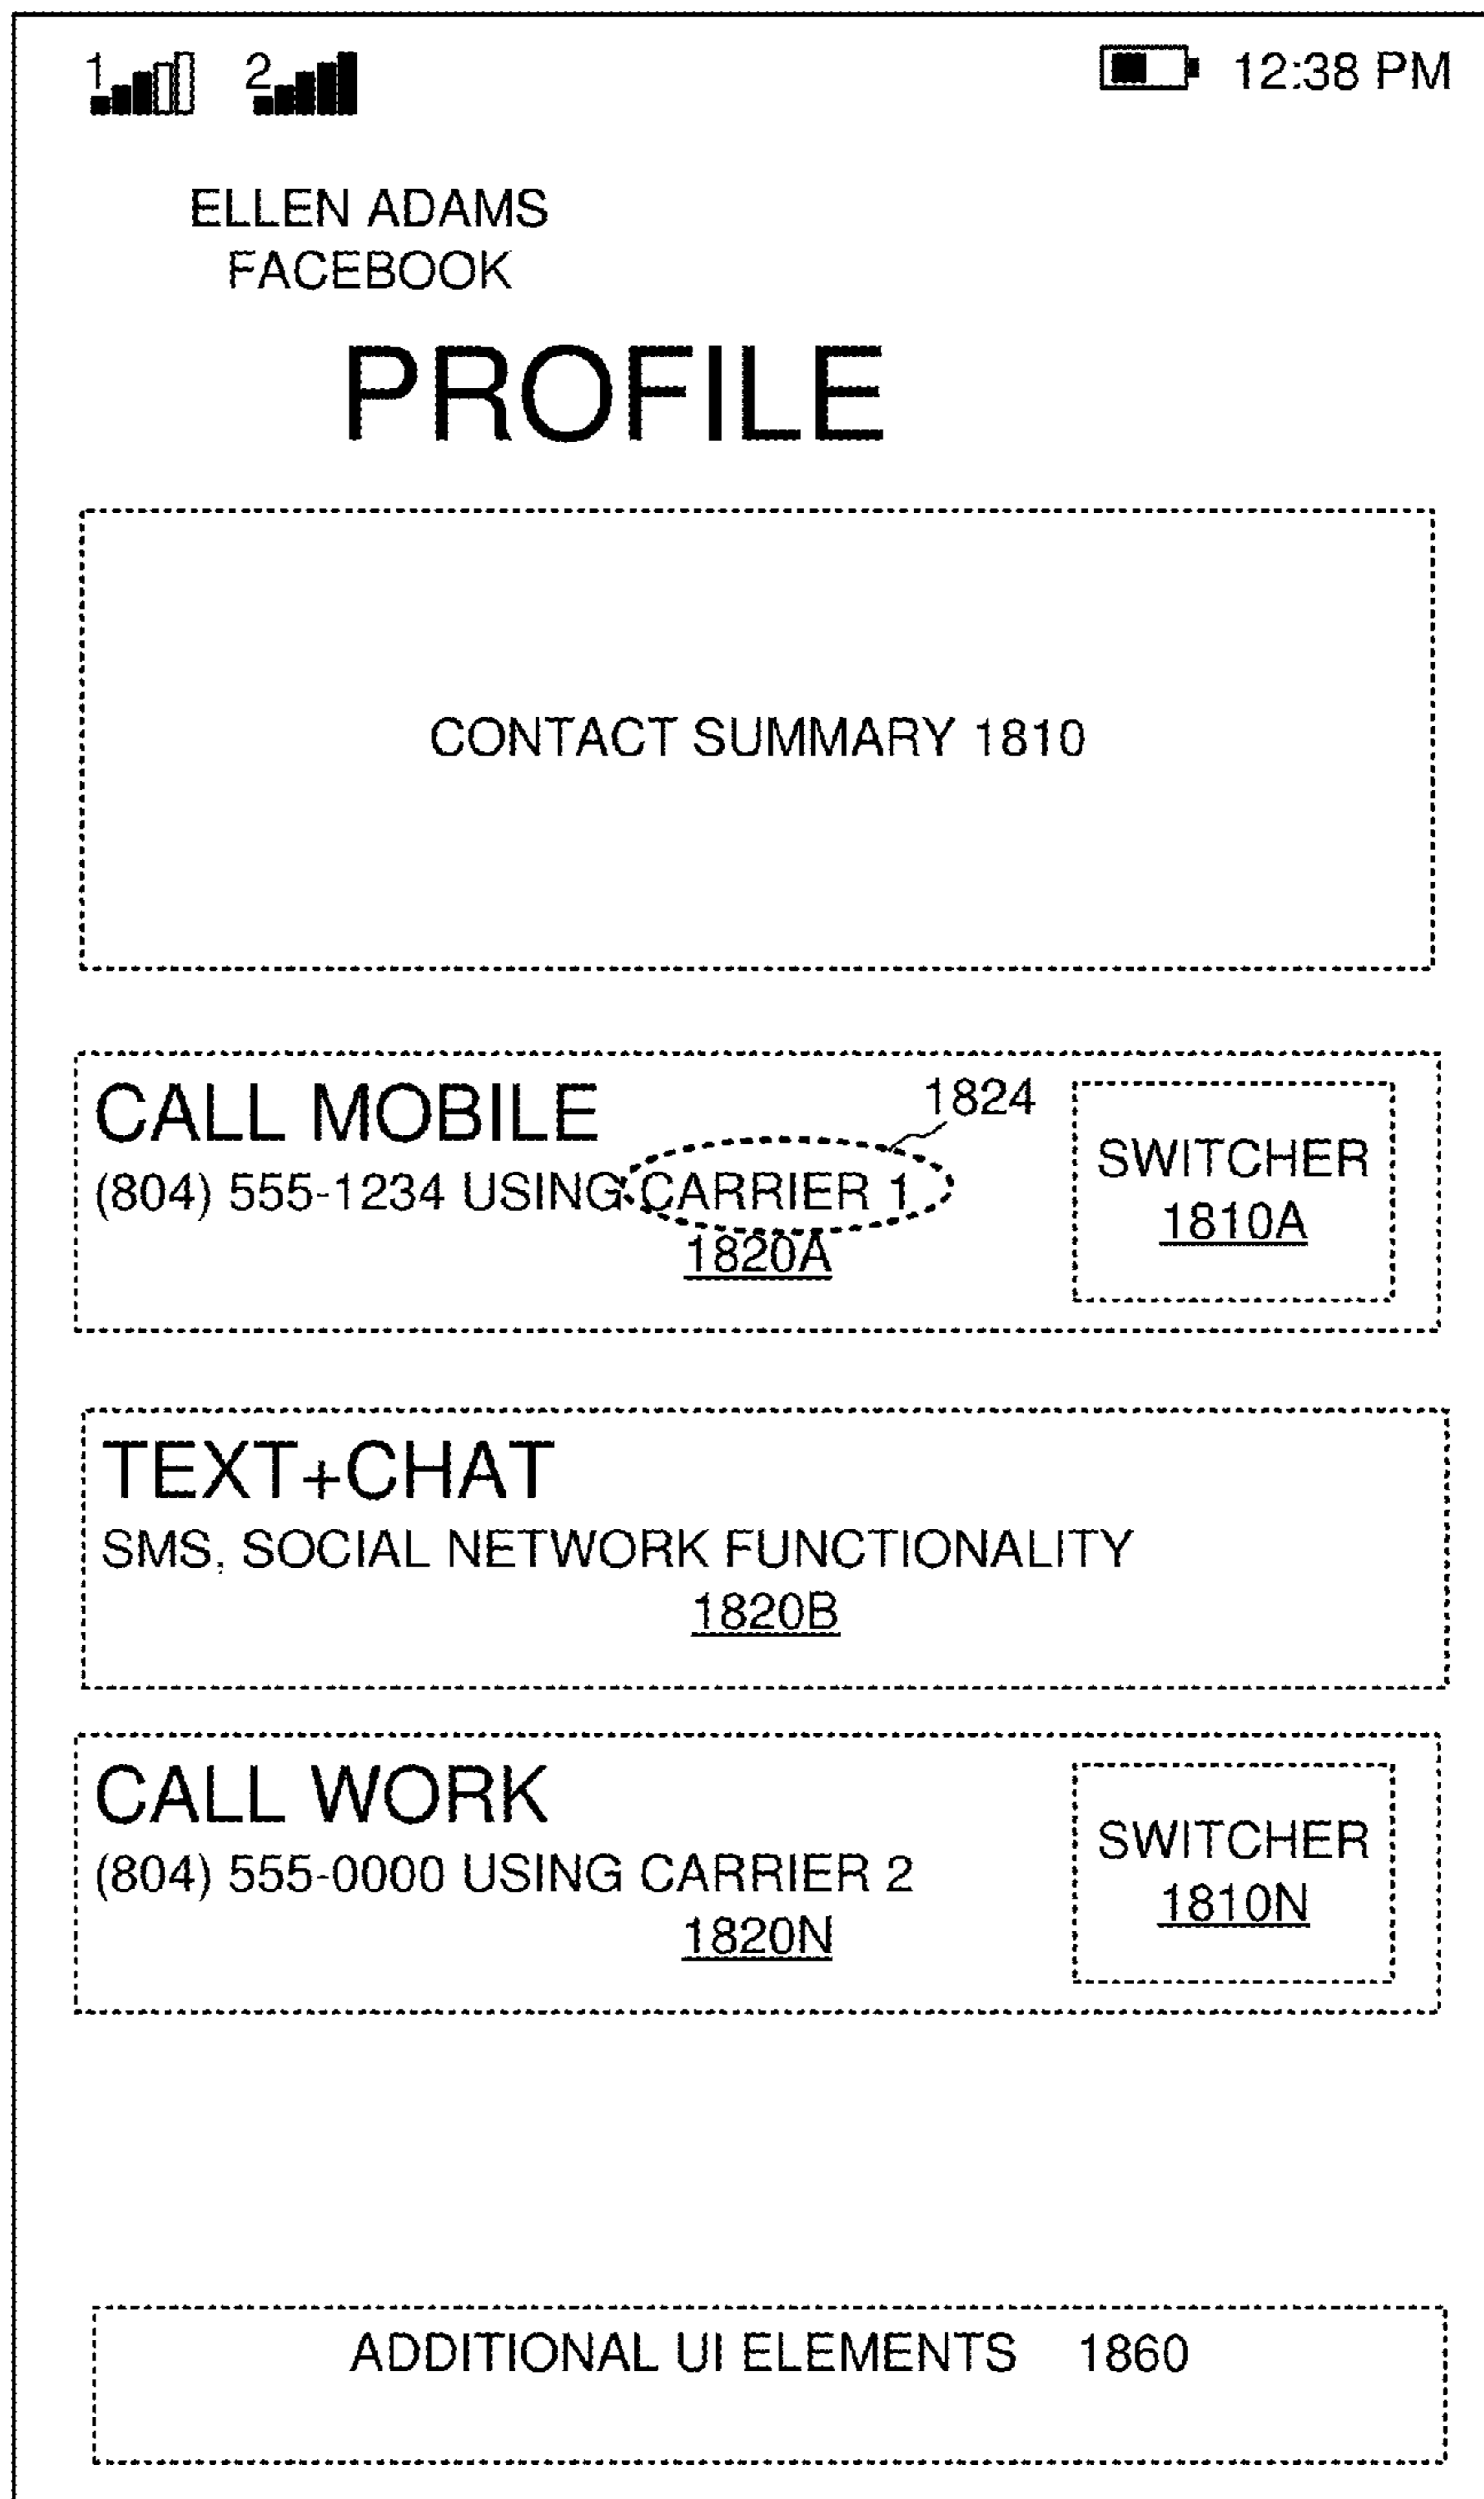 1 2 12:38 PM
ELLEN ADAMS
FACEBOOK
PROFILE
CONTACT SUMMARY 1810
CALL MOBILE
1824
(804) 555-1234 USING CARRIER 1
1820A
SWITCHER
1810A
TEXT+CHAT
SMS, SOCIAL NETWORK FUNCTIONALITY
1820B
CALL WORK
(804) 555-0000 USING CARRIER 2
1820N
SWITCHER
1810N
ADDITIONAL UI ELEMENTS 1860